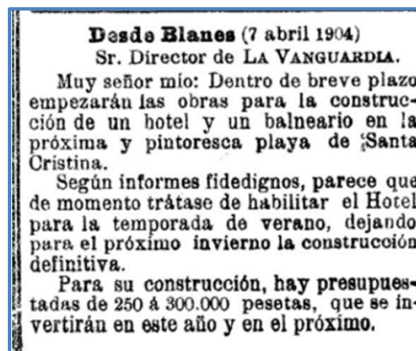 Desde Blanes (7 abril 1904)
Sr. Director de LA VANGUARDIA.
Muy señor mio: Dentro de breve plazo
empezarán las obras para la construc-
ción de un hotel y un balneario en la
próxima y pintoresca playa de Santa
Cristina.
Según informes fidedignos, parece que
de momento trátase de habilitar el Hotel
para la temporada de verano, dejando
para el próximo invierno la construcción
definitiva.
Para su construcción, hay presupues-
tadas de 250 á 300.000 pesetas, que se in-
vertirán en este año y en el próximo.